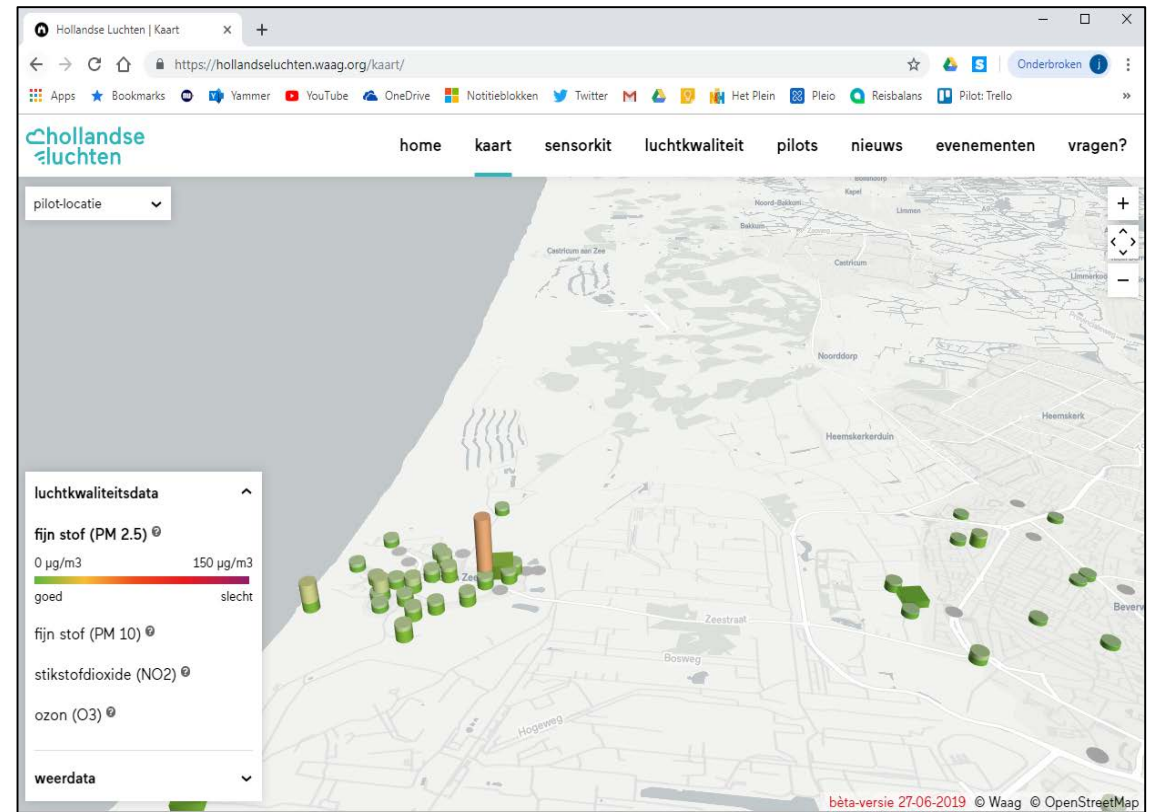 Hollandse Luchten | Kaart
https://hollandseluchten.waag.org/kaart/
Onderbroken j
Apps Bookmarks Yammer YouTube OneDrive Notitieblokken Twitter Het Plein Pleio Reisbalans Pilot: Trello »
hollandse
luchten
home kaart sensorkit luchtkwaliteit pilots nieuws evenementen vragen?
pilot-locatie
Kapel
Noord-Bakkum
Limmen
Bakkum
Zeeweg
Castricum aan Zee
Castricum
Noorddorp
Heemskerk
Heemskerkerduin
luchtkwaliteitsdata
fijn stof (PM 2.5)
0 µg/m3 150 µg/m3
goed slecht
fijn stof (PM 10)
stikstofdioxide (NO2)
ozon (O3)
weerdata
Zeestraat
Bosweg
Hogeweg
Beverw
bèta-versie 27-06-2019 © Waag © OpenStreetMap